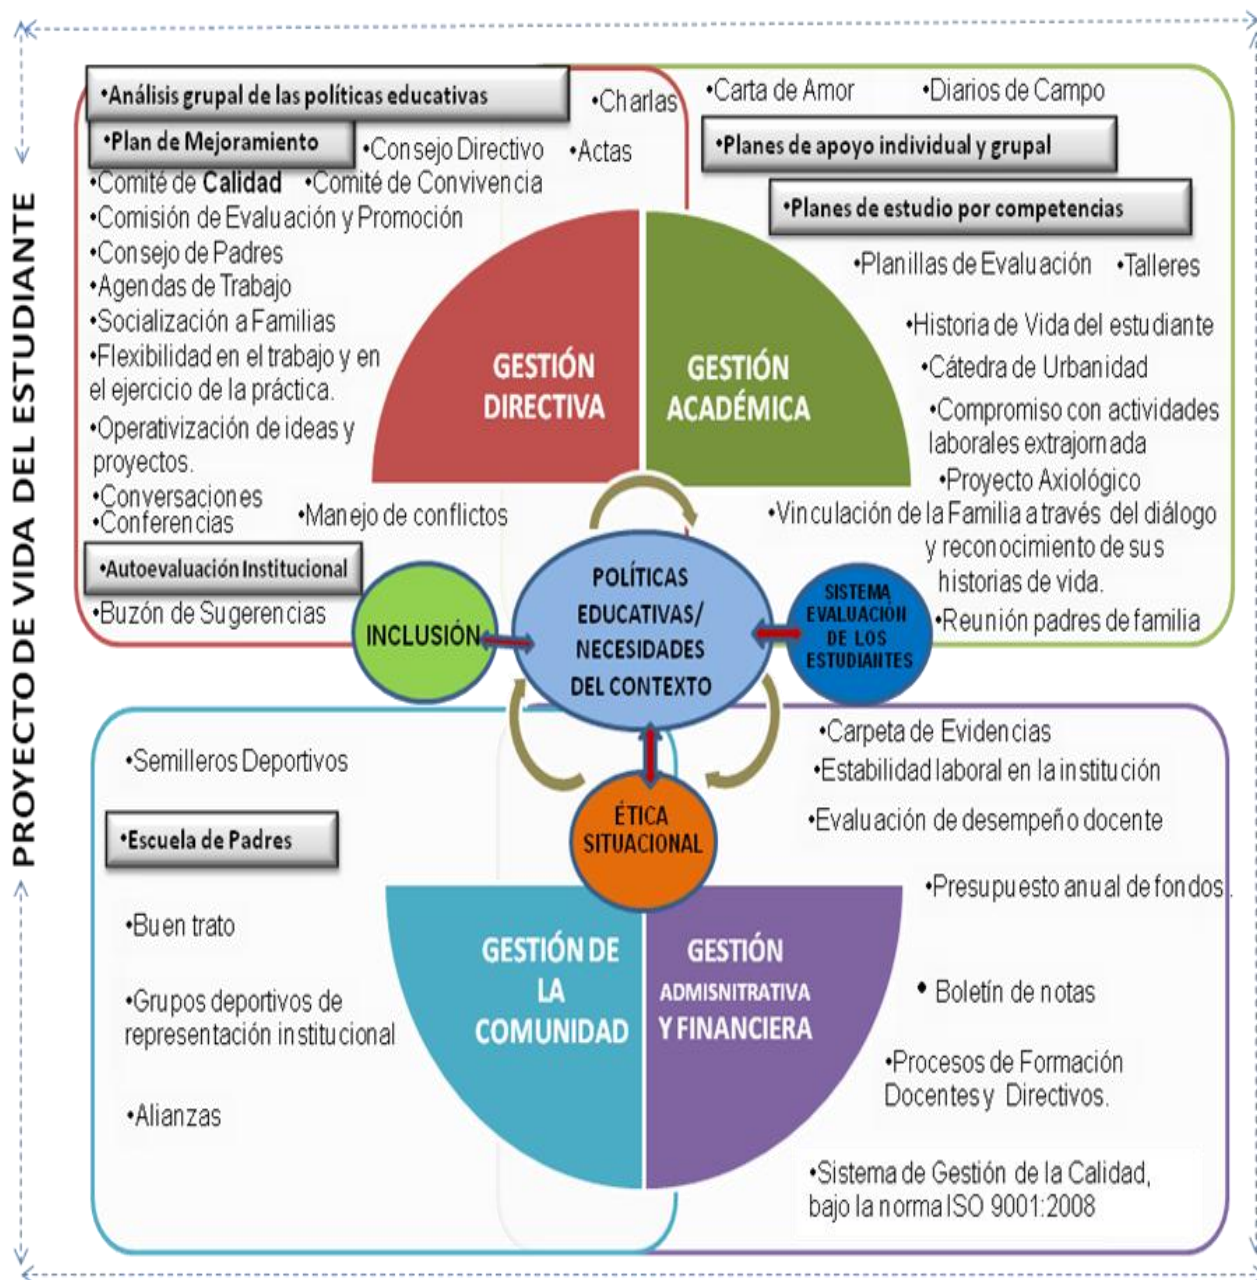 PROYECTO DE VIDA DEL ESTUDIANTE
•Análisis grupal de las políticas educativas
•Charlas
•Plan de Mejoramiento
•Consejo Directivo
•Actas
•Comité de Calidad
•Comité de Convivencia
•Comisión de Evaluación y Promoción
•Consejo de Padres
•Agendas de Trabajo
•Socialización a Familias
•Flexibilidad en el trabajo y en
el ejercicio de la práctica.
•Operativización de ideas y
proyectos.
•Conversaciones
•Conferencias
•Manejo de conflictos
•Autoevaluación Institucional
•Buzón de Sugerencias
GESTIÓN
DIRECTIVA
•Carta de Amor
•Diarios de Campo
•Planes de apoyo individual y grupal
•Planes de estudio por competencias
•Planillas de Evaluación
•Talleres
•Historia de Vida del estudiante
•Cátedra de Urbanidad
•Compromiso con actividades
laborales extrajornada
•Proyecto Axiológico
•Vinculación de la Familia a través del diálogo
y reconocimiento de sus
historias de vida.
•Reunión padres de familia
GESTIÓN
ACADÉMICA
INCLUSIÓN
POLÍTICAS
EDUCATIVAS/
NECESIDADES
DEL CONTEXTO
SISTEMA
EVALUACIÓN
DE LOS
ESTUDIANTES
ÉTICA
SITUACIONAL
•Semilleros Deportivos
•Escuela de Padres
•Buen trato
•Grupos deportivos de
representación institucional
•Alianzas
GESTIÓN DE
LA
COMUNIDAD
GESTIÓN
ADMISNITRATIVA
Y FINANCIERA
•Carpeta de Evidencias
•Estabilidad laboral en la institución
•Evaluación de desempeño docente
•Presupuesto anual de fondos.
• Boletín de notas
•Procesos de Formación
Docentes y Directivos.
•Sistema de Gestión de la Calidad,
bajo la norma ISO 9001:2008